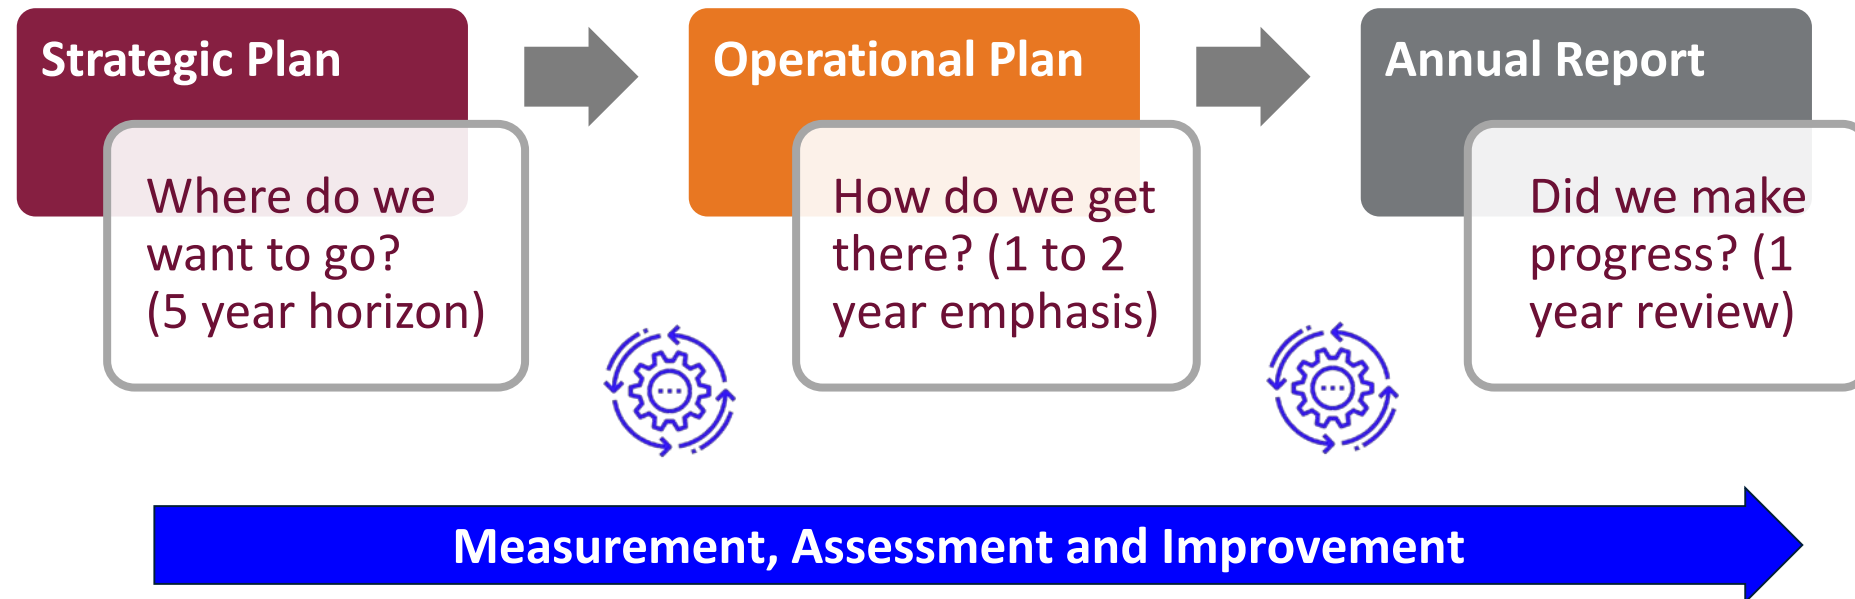 Strategic Plan
Where do we
want to go?
(5 year horizon)
Operational Plan
How do we get
there? (1 to 2
year emphasis)
Annual Report
Did we make
progress? (1
year review)
Measurement, Assessment and Improvement